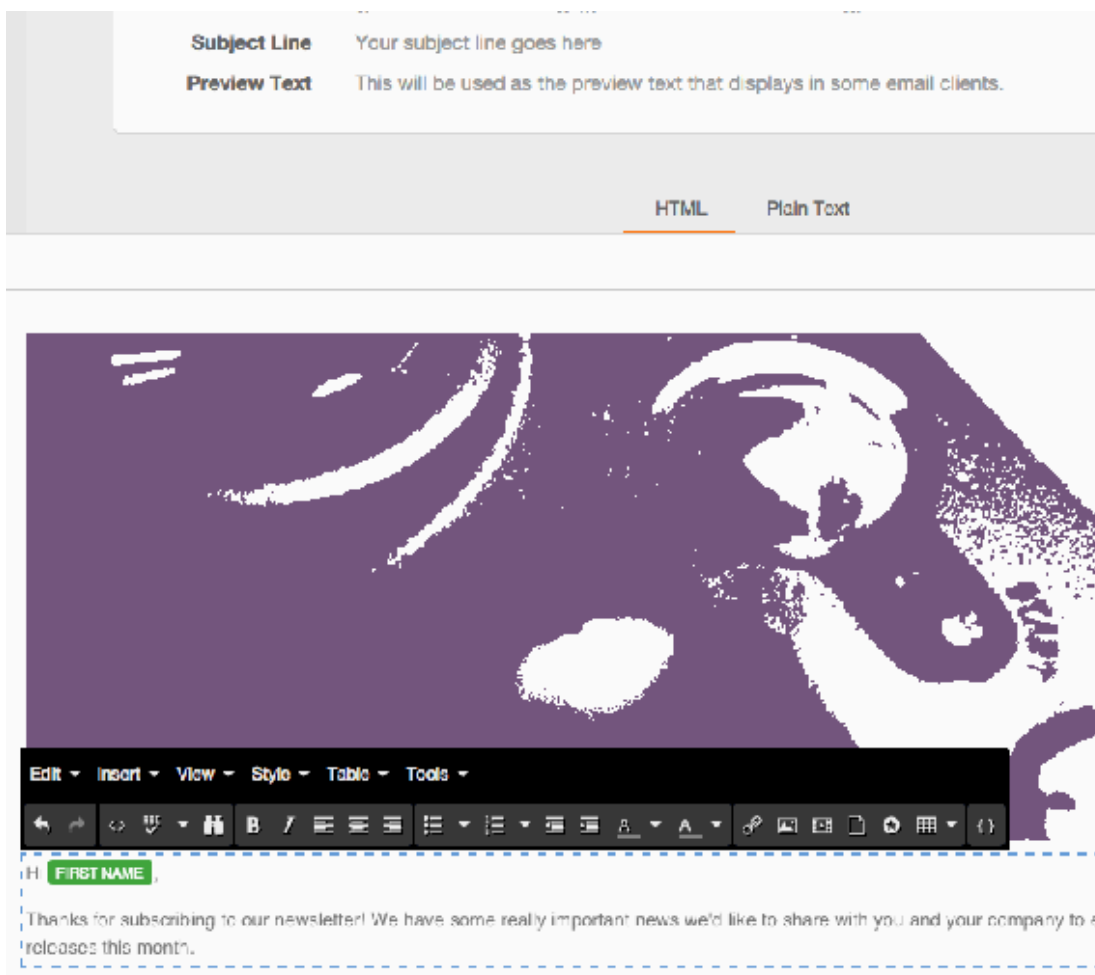 Subject Line Your subject line goes here
Preview Text This will be used as the preview text that displays in some email clients.
HTML Plain Text
Edit Insert View Style Table Tools
B I A A
Hi FIRST NAME ,
Thanks for subscribing to our newsletter! We have some really important news we'd like to share with you and your company to
releases this month.